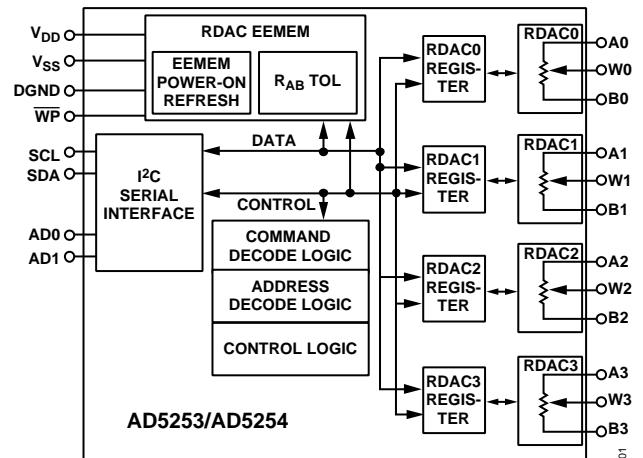 V_DD
V_SS
DGND
WP
SCL
SDA
AD0
AD1
RDAC EEMEM
EEMEM
POWER-ON
REFRESH
R_AB TOL
I²C
SERIAL
INTERFACE
DATA
CONTROL
COMMAND
DECODE LOGIC
ADDRESS
DECODE LOGIC
CONTROL LOGIC
AD5253/AD5254
RDAC0
REGIS-
TER
RDAC1
REGIS-
TER
RDAC2
REGIS-
TER
RDAC3
REGIS-
TER
RDAC0
A0
W0
B0
RDAC1
A1
W1
B1
RDAC2
A2
W2
B2
RDAC3
A3
W3
B3
01